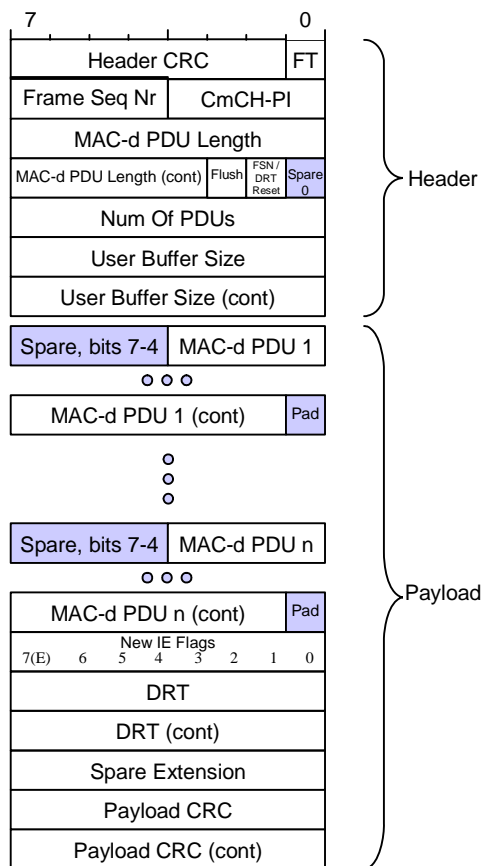 7 0
Header CRC FT
Frame Seq Nr CmCH-PI
MAC-d PDU Length
MAC-d PDU Length (cont) Flush FSN / DRT Reset Spare 0
Num Of PDUs
User Buffer Size
User Buffer Size (cont)
Header
Spare, bits 7-4 MAC-d PDU 1
MAC-d PDU 1 (cont) Pad
Spare, bits 7-4 MAC-d PDU n
MAC-d PDU n (cont) Pad
Payload
New IE Flags
7(E) 6 5 4 3 2 1 0
DRT
DRT (cont)
Spare Extension
Payload CRC
Payload CRC (cont)